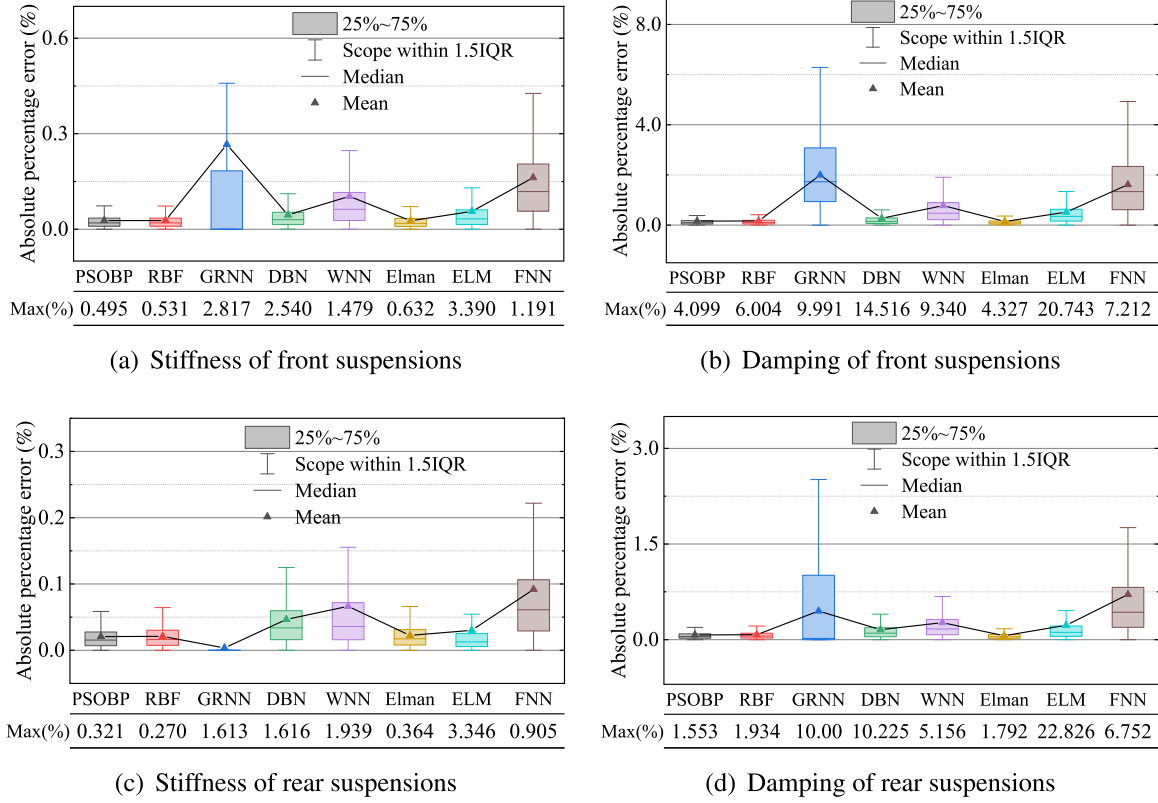 Absolute percentage error (%)
0.6
0.3
0.0
25%~75%
Scope within 1.5IQR
Median
Mean
PSOBP RBF GRNN DBN WNN Elman ELM FNN
Max(%) 0.495 0.531 2.817 2.540 1.479 0.632 3.390 1.191
(a) Stiffness of front suspensions
Absolute percentage error (%)
8.0
4.0
0.0
25%~75%
Scope within 1.5IQR
Median
Mean
PSOBP RBF GRNN DBN WNN Elman ELM FNN
Max(%) 4.099 6.004 9.991 14.516 9.340 4.327 20.743 7.212
(b) Damping of front suspensions
Absolute percentage error (%)
0.3
0.2
0.1
0.0
25%~75%
Scope within 1.5IQR
Median
Mean
PSOBP RBF GRNN DBN WNN Elman ELM FNN
Max(%) 0.321 0.270 1.613 1.616 1.939 0.364 3.346 0.905
(c) Stiffness of rear suspensions
Absolute percentage error (%)
3.0
1.5
0.0
25%~75%
Scope within 1.5IQR
Median
Mean
PSOBP RBF GRNN DBN WNN Elman ELM FNN
Max(%) 1.553 1.934 10.00 10.225 5.156 1.792 22.826 6.752
(d) Damping of rear suspensions